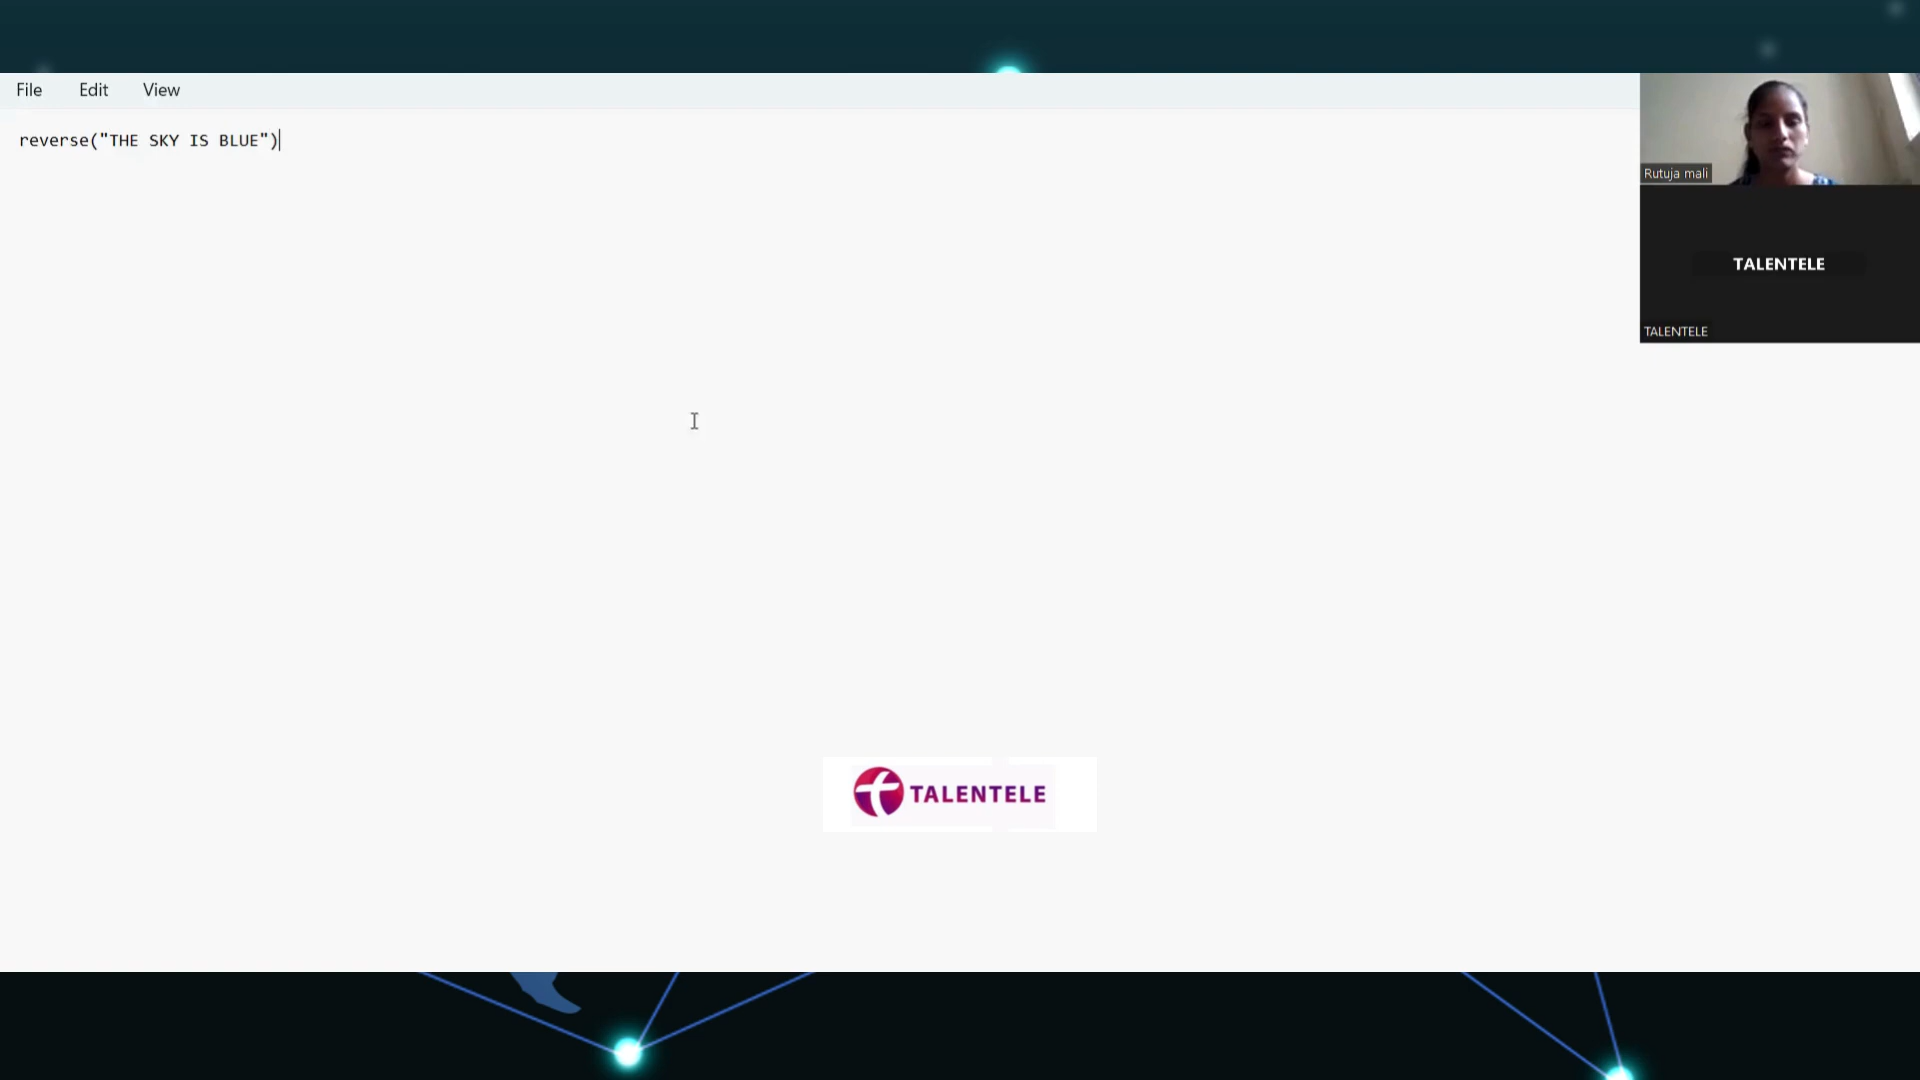 File Edit View
reverse("THE SKY IS BLUE")
Rutuja mali
TALENTELE
TALENTELE
TALENTELE